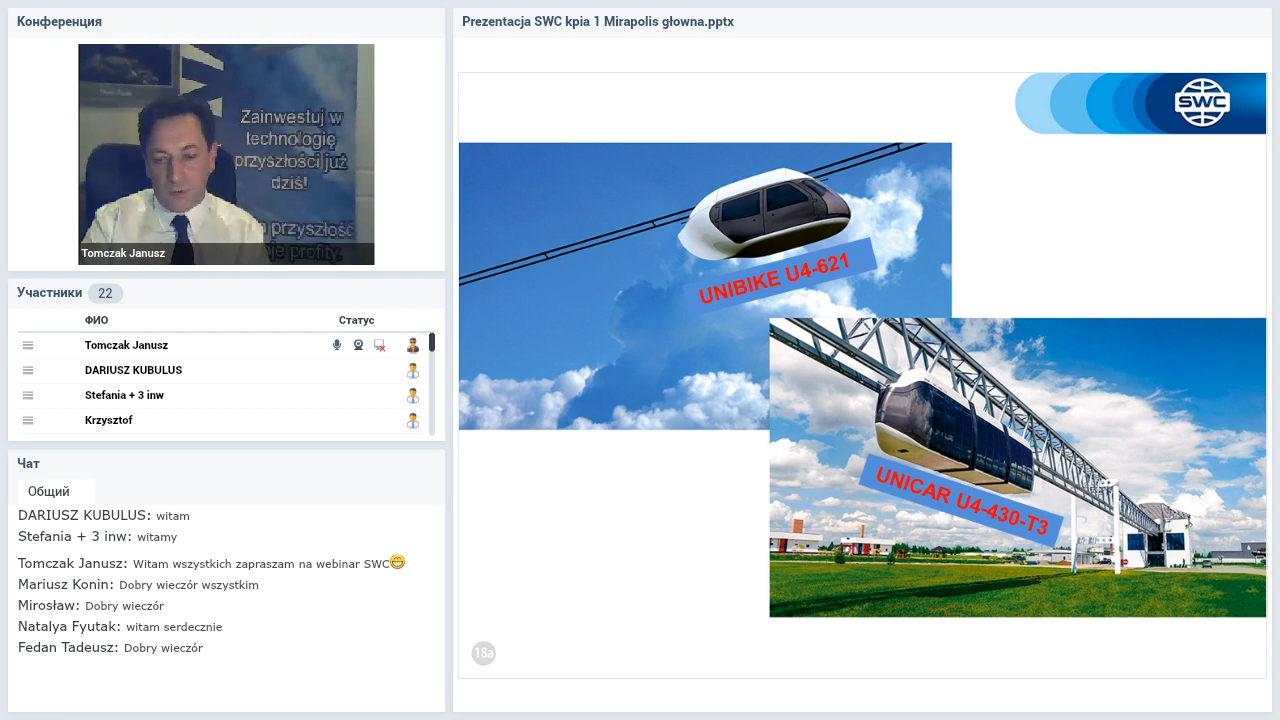 Конференция
Zainwestuj w
technologię
przyszłości już
dziś!
przyszłość
profity.
Tomczak Janusz
Участники 22
ФИО Статус
Tomczak Janusz
DARIUSZ KUBULUS
Stefania + 3 inw
Krzysztof
Чат
Общий
DARIUSZ KUBULUS: witam
Stefania + 3 inw: witamy
Tomczak Janusz: Witam wszystkich zapraszam na webinar SWC
Mariusz Konin: Dobry wieczór wszystkim
Mirosław: Dobry wieczór
Natalya Fyutak: witam serdecznie
Fedan Tadeusz: Dobry wieczór
Prezentacja SWC kpia 1 Mirapolis głowna.pptx
SWC
UNIBIKE U4-621
UNICAR U4-430-T3
18a